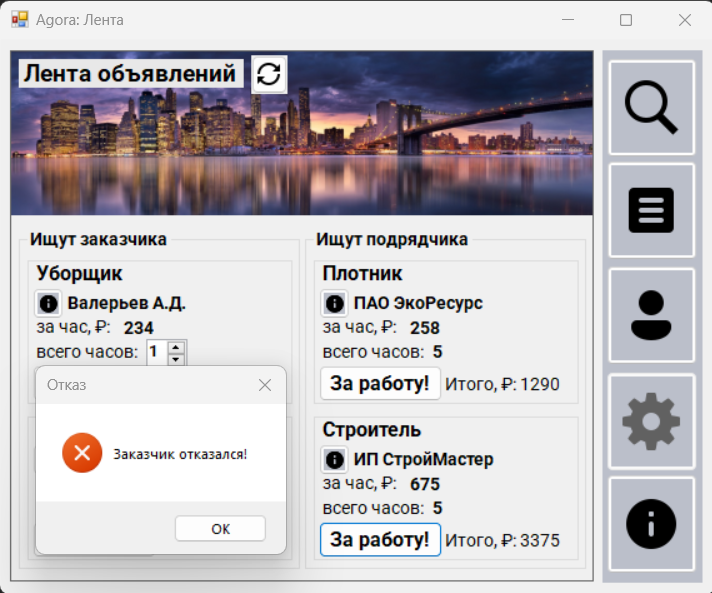 Agora: Лента
Лента объявлений
Ищут заказчика
Уборщик
Валерьев А.Д.
за час, ₽: 234
всего часов: 1
Ищут подрядчика
Плотник
ПАО ЭкоРесурс
за час, ₽: 258
всего часов: 5
За работу! Итого, ₽: 1290
Строитель
ИП СтройМастер
за час, ₽: 675
всего часов: 5
За работу! Итого, ₽: 3375
Отказ
Заказчик отказался!
ОК